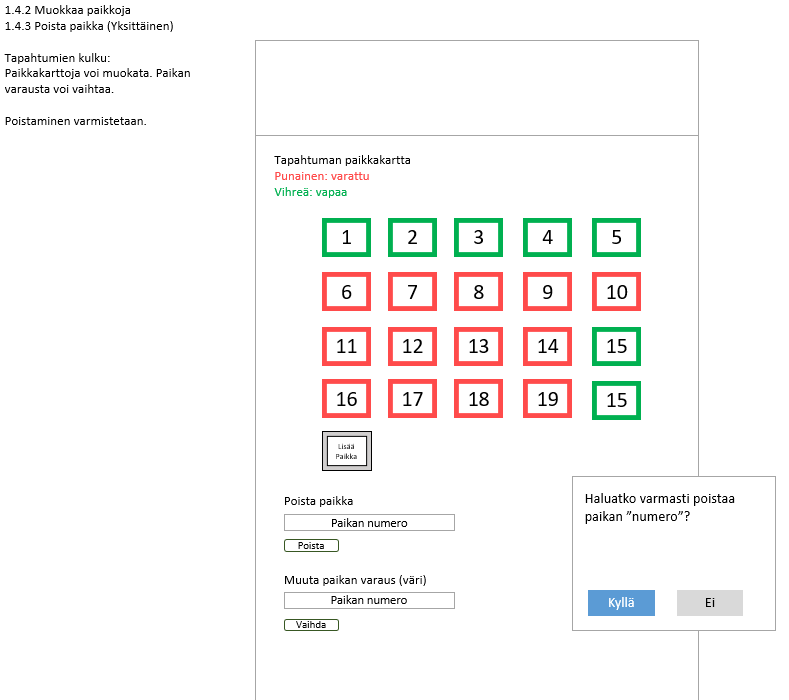 1.4.2 Muokkaa paikkoja
1.4.3 Poista paikka (Yksittäinen)
Tapahtumien kulku:
Paikkakarttoja voi muokata. Paikan
varausta voi vaihtaa.
Poistaminen varmistetaan.
Tapahtuman paikkakartta
Punainen: varattu
Vihreä: vapaa
1 2 3 4 5
6 7 8 9 10
11 12 13 14 15
16 17 18 19 15
Lisää
Paikka
Poista paikka
Paikan numero
Poista
Muuta paikan varaus (väri)
Paikan numero
Vaihda
Haluatko varmasti poistaa
paikan ”numero”?
Kyllä Ei